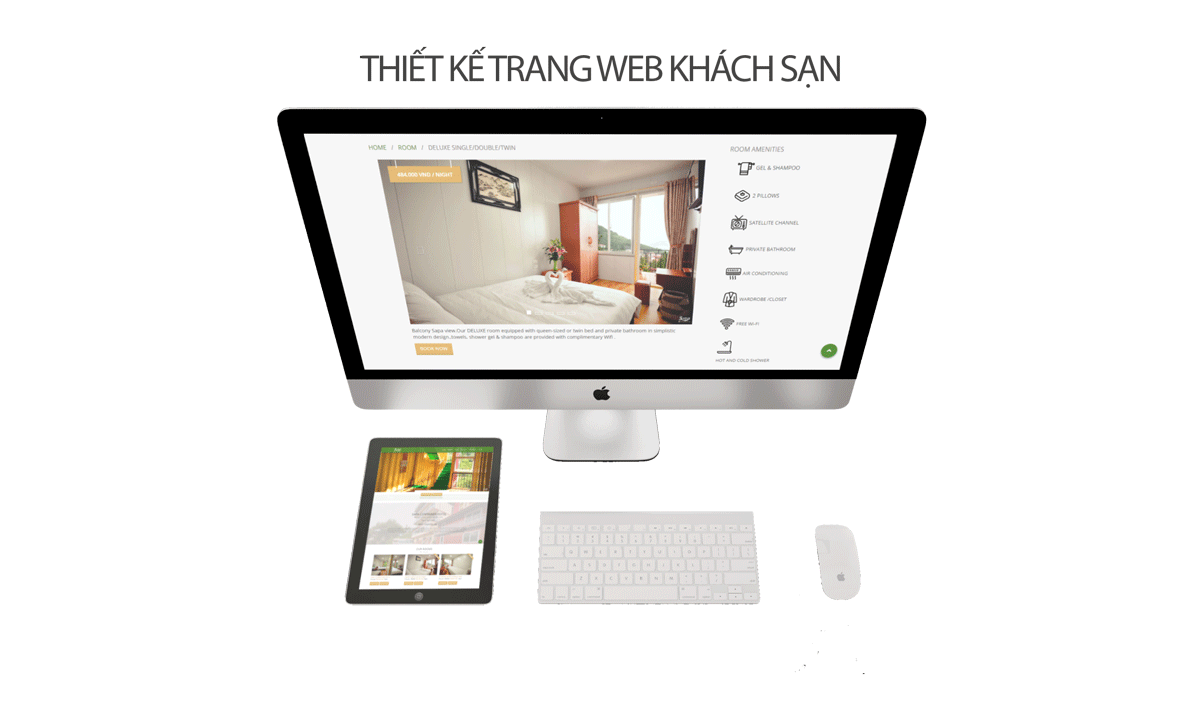 THIẾT KẾ TRANG WEB KHÁCH SẠN
HOME / ROOM / DELUXE SINGLE/DOUBLE/TWIN
684,000 VND / NIGHT
Balcony Sapa view.Our DELUXE room equipped with queen-sized or twin bed and private bathroom in simplistic
modern design,towels, shower gel & shampoo are provided with complimentary Wifi .
BOOK NOW
ROOM AMENITIES
GEL & SHAMPOO
2 PILLOWS
SATELLITE CHANNEL
PRIVATE BATHROOM
AIR CONDITIONING
WARDROBE /CLOSET
FREE WI-FI
HOT AND COLD SHOWER